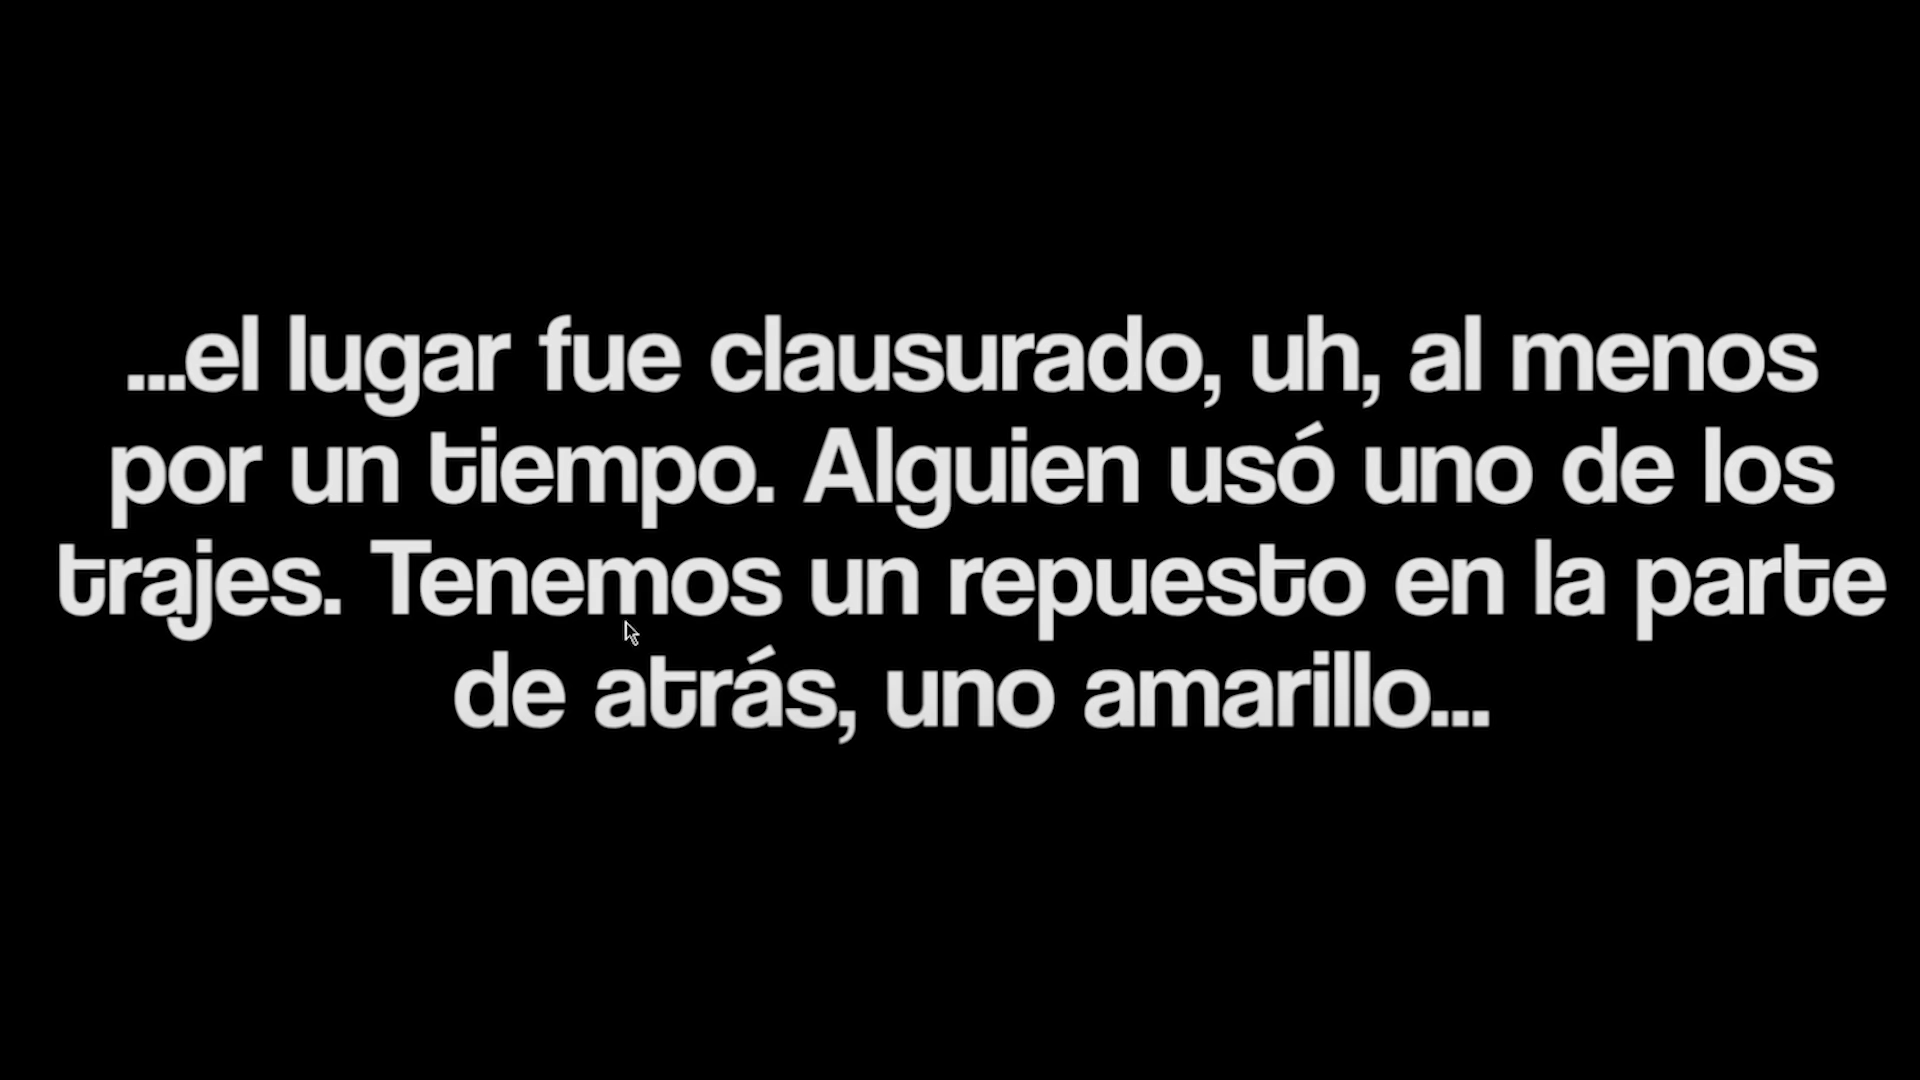 ...el lugar fue clausurado, uh, al menos
por un tiempo. Alguien usó uno de los
trajes. Tenemos un repuesto en la parte
de atrás, uno amarillo...